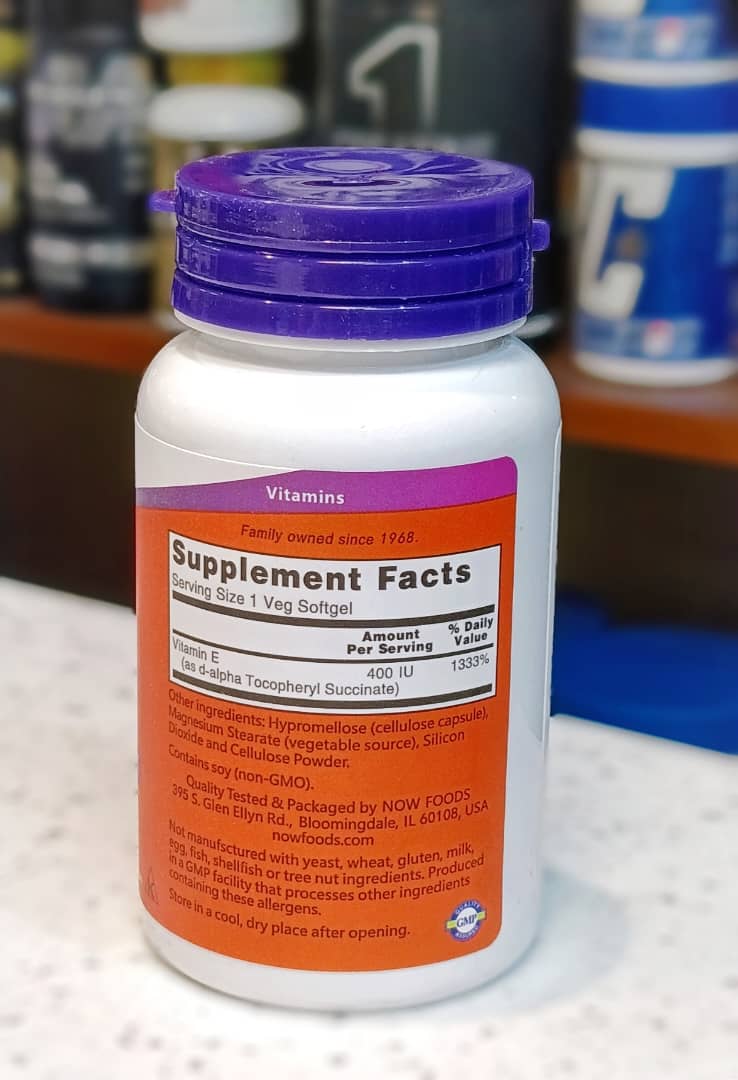 1
C
Vitamins
Family owned since 1968.
Supplement Facts
Serving Size 1 Veg Softgel
Amount Per Serving
% Daily Value
Vitamin E
(as d-alpha Tocopheryl Succinate)
400 IU
1333%
Other ingredients: Hypromellose (cellulose capsule),
Magnesium Stearate (vegetable source), Silicon
Dioxide and Cellulose Powder.
Contains soy (non-GMO).
Quality Tested & Packaged by NOW FOODS
395 S. Glen Ellyn Rd., Bloomingdale, IL 60108, USA
nowfoods.com
Not manufsctured with yeast, wheat, gluten, milk,
egg, fish, shellfish or tree nut ingredients. Produced
in a GMP facility that processes other ingredients
containing these allergens.
Store in a cool, dry place after opening.
QUALITY
GMP